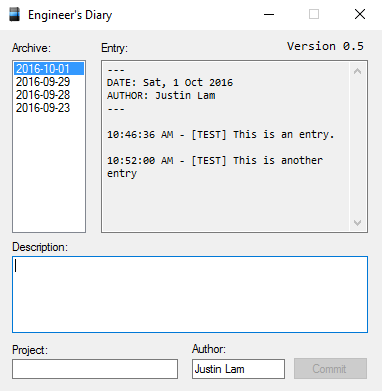 Engineer's Diary
Archive:
Entry:
Version 0.5
2016-10-01
2016-09-29
2016-09-28
2016-09-23
---
DATE: Sat, 1 Oct 2016
AUTHOR: Justin Lam
---
10:46:36 AM - [TEST] This is an entry.
10:52:00 AM - [TEST] This is another
entry
Description:
Project:
Author:
Justin Lam
Commit